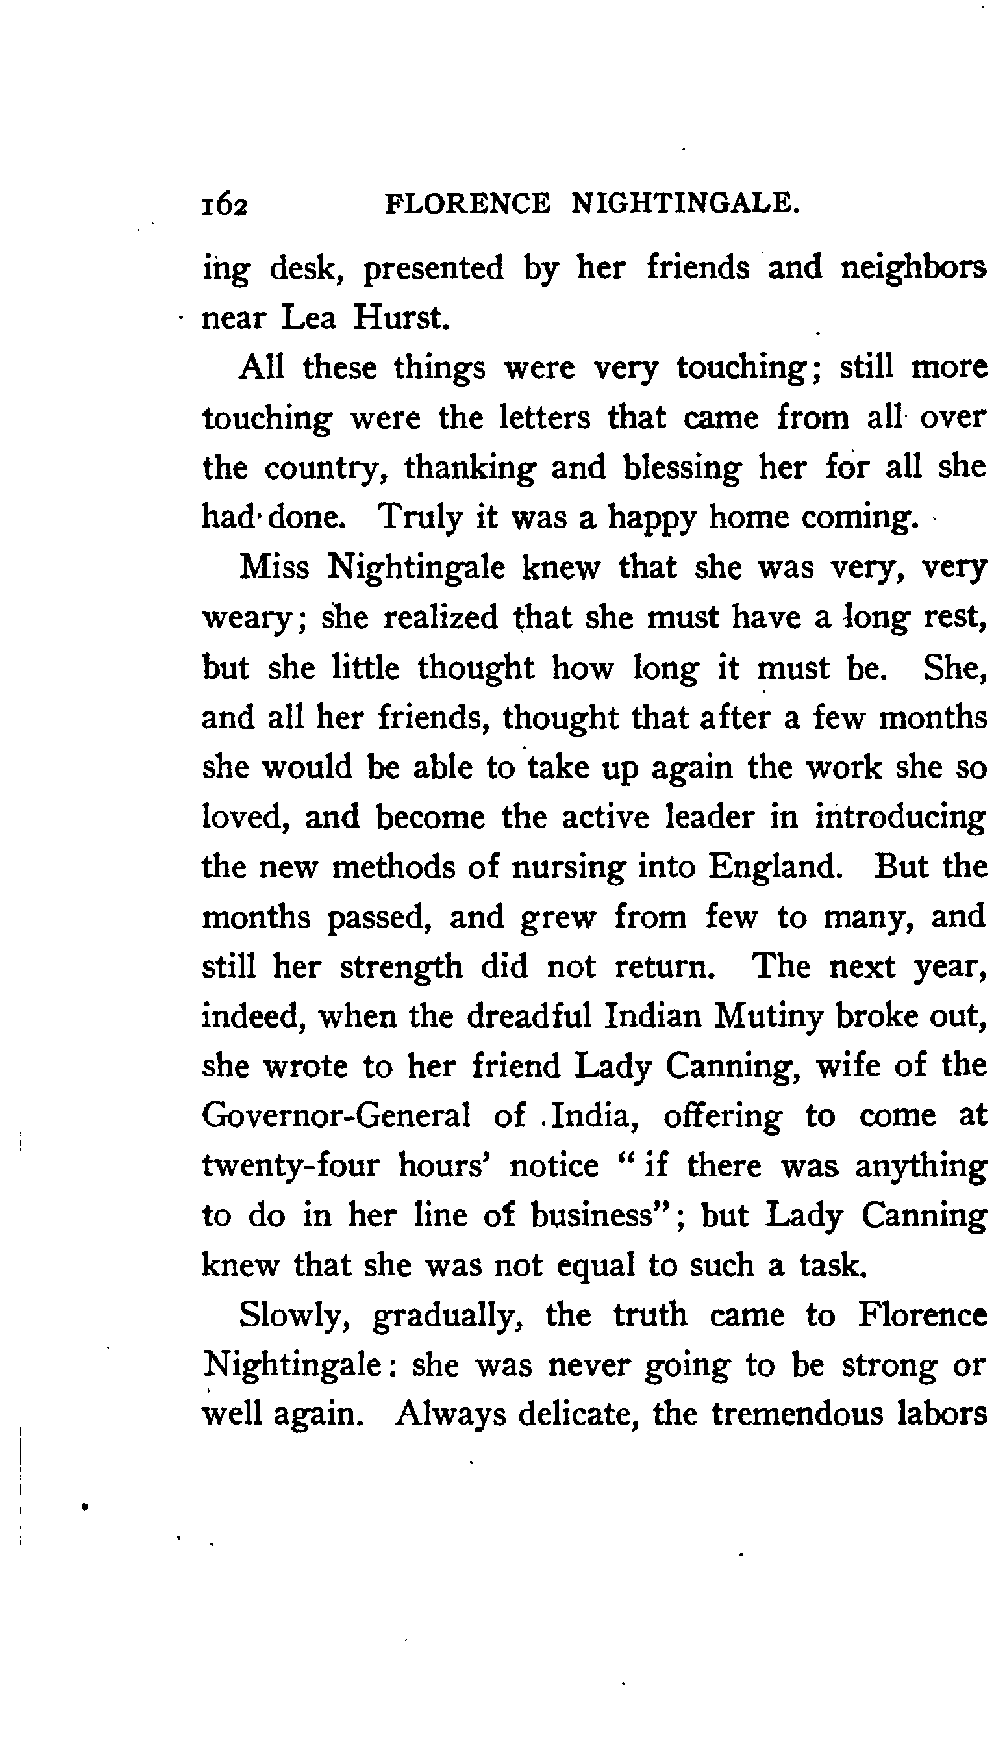 162 FLORENCE NIGHTINGALE.
ing desk, presented by her friends and neighbors
near Lea Hurst.
All these things were very touching; still more
touching were the letters that came from all over
the country, thanking and blessing her for all she
had done. Truly it was a happy home coming.
Miss Nightingale knew that she was very, very
weary; she realized that she must have a long rest,
but she little thought how long it must be. She,
and all her friends, thought that after a few months
she would be able to take up again the work she so
loved, and become the active leader in introducing
the new methods of nursing into England. But the
months passed, and grew from few to many, and
still her strength did not return. The next year,
indeed, when the dreadful Indian Mutiny broke out,
she wrote to her friend Lady Canning, wife of the
Governor-General of India, offering to come at
twenty-four hours' notice "if there was anything
to do in her line of business"; but Lady Canning
knew that she was not equal to such a task.
Slowly, gradually, the truth came to Florence
Nightingale: she was never going to be strong or
well again. Always delicate, the tremendous labors